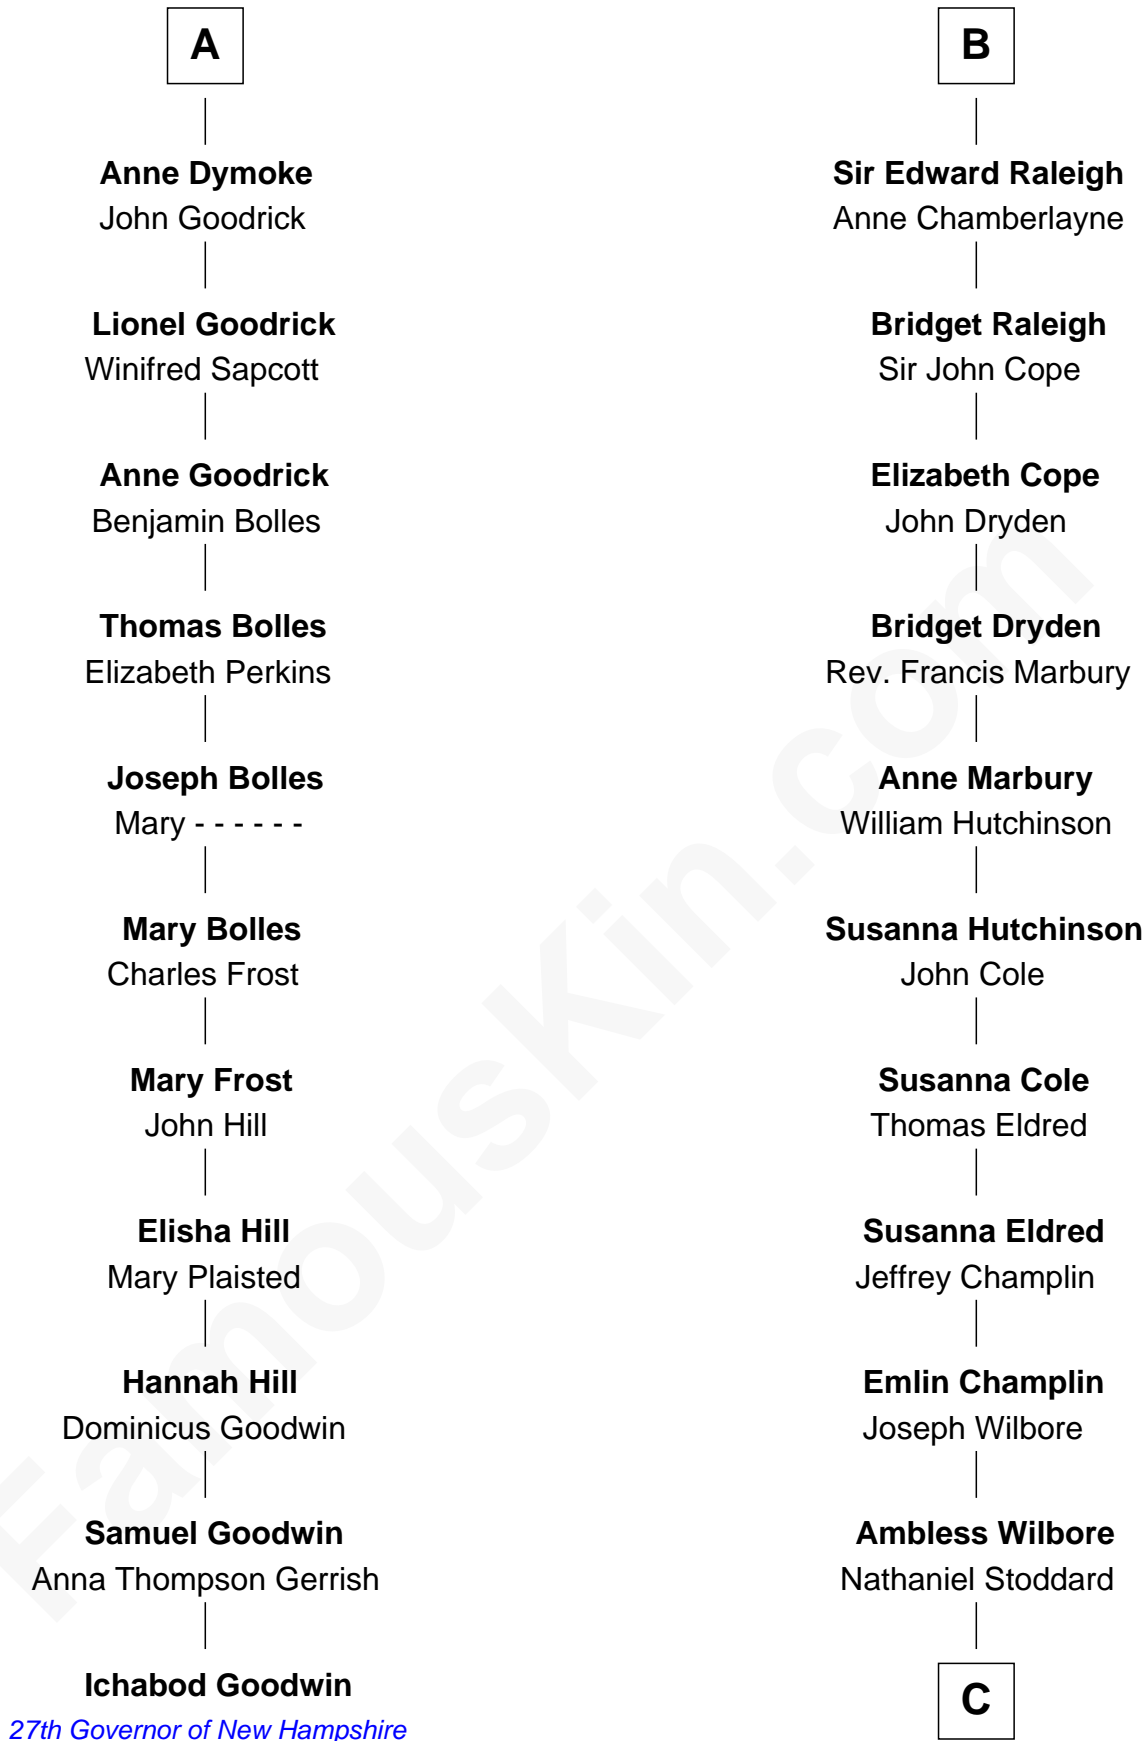 A
Anne Dymoke
John Goodrick
Lionel Goodrick
Winifred Sapcott
Anne Goodrick
Benjamin Bolles
Thomas Bolles
Elizabeth Perkins
Joseph Bolles
Mary - - - - - -
Mary Bolles
Charles Frost
Mary Frost
John Hill
Elisha Hill
Mary Plaisted
Hannah Hill
Dominicus Goodwin
Samuel Goodwin
Anna Thompson Gerrish
Ichabod Goodwin
27th Governor of New Hampshire
B
Sir Edward Raleigh
Anne Chamberlayne
Bridget Raleigh
Sir John Cope
Elizabeth Cope
John Dryden
Bridget Dryden
Rev. Francis Marbury
Anne Marbury
William Hutchinson
Susanna Hutchinson
John Cole
Susanna Cole
Thomas Eldred
Susanna Eldred
Jeffrey Champlin
Emlin Champlin
Joseph Wilbore
Ambless Wilbore
Nathaniel Stoddard
C
FamousKin.com